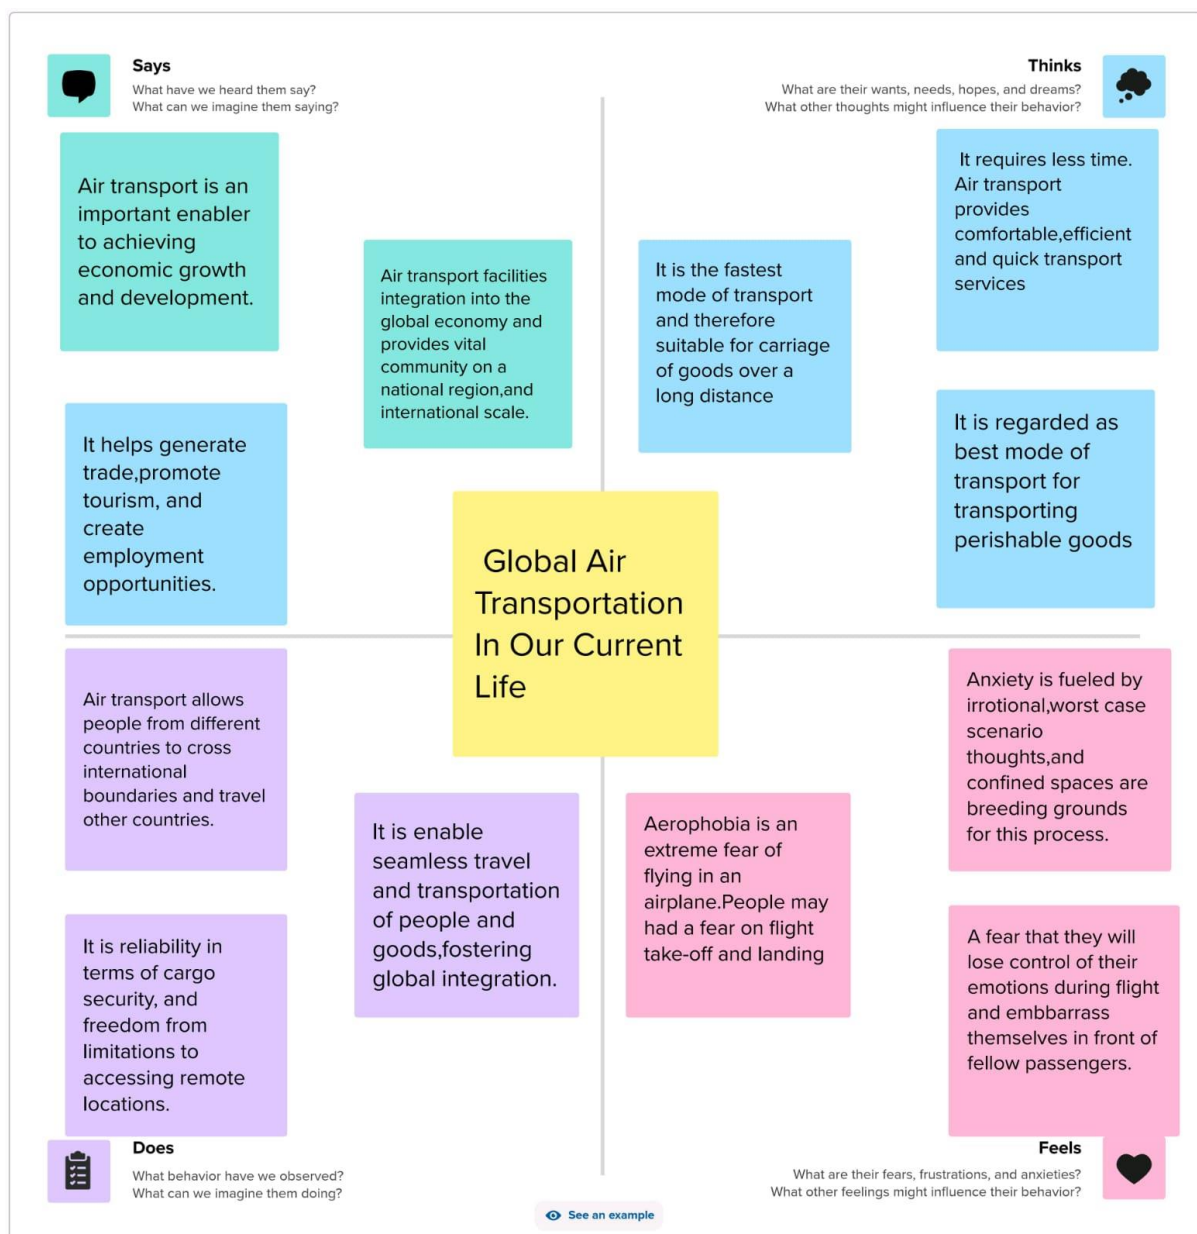 Says
What have we heard them say?
What can we imagine them saying?
Thinks
What are their wants, needs, hopes, and dreams?
What other thoughts might influence their behavior?
Air transport is an
important enabler
to achieving
economic growth
and development.
Air transport facilities
integration into the
global economy and
provides vital
community on a
national region,and
international scale.
It is the fastest
mode of transport
and therefore
suitable for carriage
of goods over a
long distance
It requires less time.
Air transport
provides
comfortable,efficient
and quick transport
services
It helps generate
trade,promote
tourism, and
create
employment
opportunities.
It is regarded as
best mode of
transport for
transporting
perishable goods
Global Air
Transportation
In Our Current
Life
Air transport allows
people from different
countries to cross
international
boundaries and travel
other countries.
It is enable
seamless travel
and transportation
of people and
goods,fostering
global integration.
Aerophobia is an
extreme fear of
flying in an
airplane.People may
had a fear on flight
take-off and landing
Anxiety is fueled by
irrotional,worst case
scenario
thoughts,and
confined spaces are
breeding grounds
for this process.
It is reliability in
terms of cargo
security, and
freedom from
limitations to
accessing remote
locations.
A fear that they will
lose control of their
emotions during flight
and embbarrass
themselves in front of
fellow passengers.
Does
What behavior have we observed?
What can we imagine them doing?
Feels
What are their fears, frustrations, and anxieties?
What other feelings might influence their behavior?
See an example